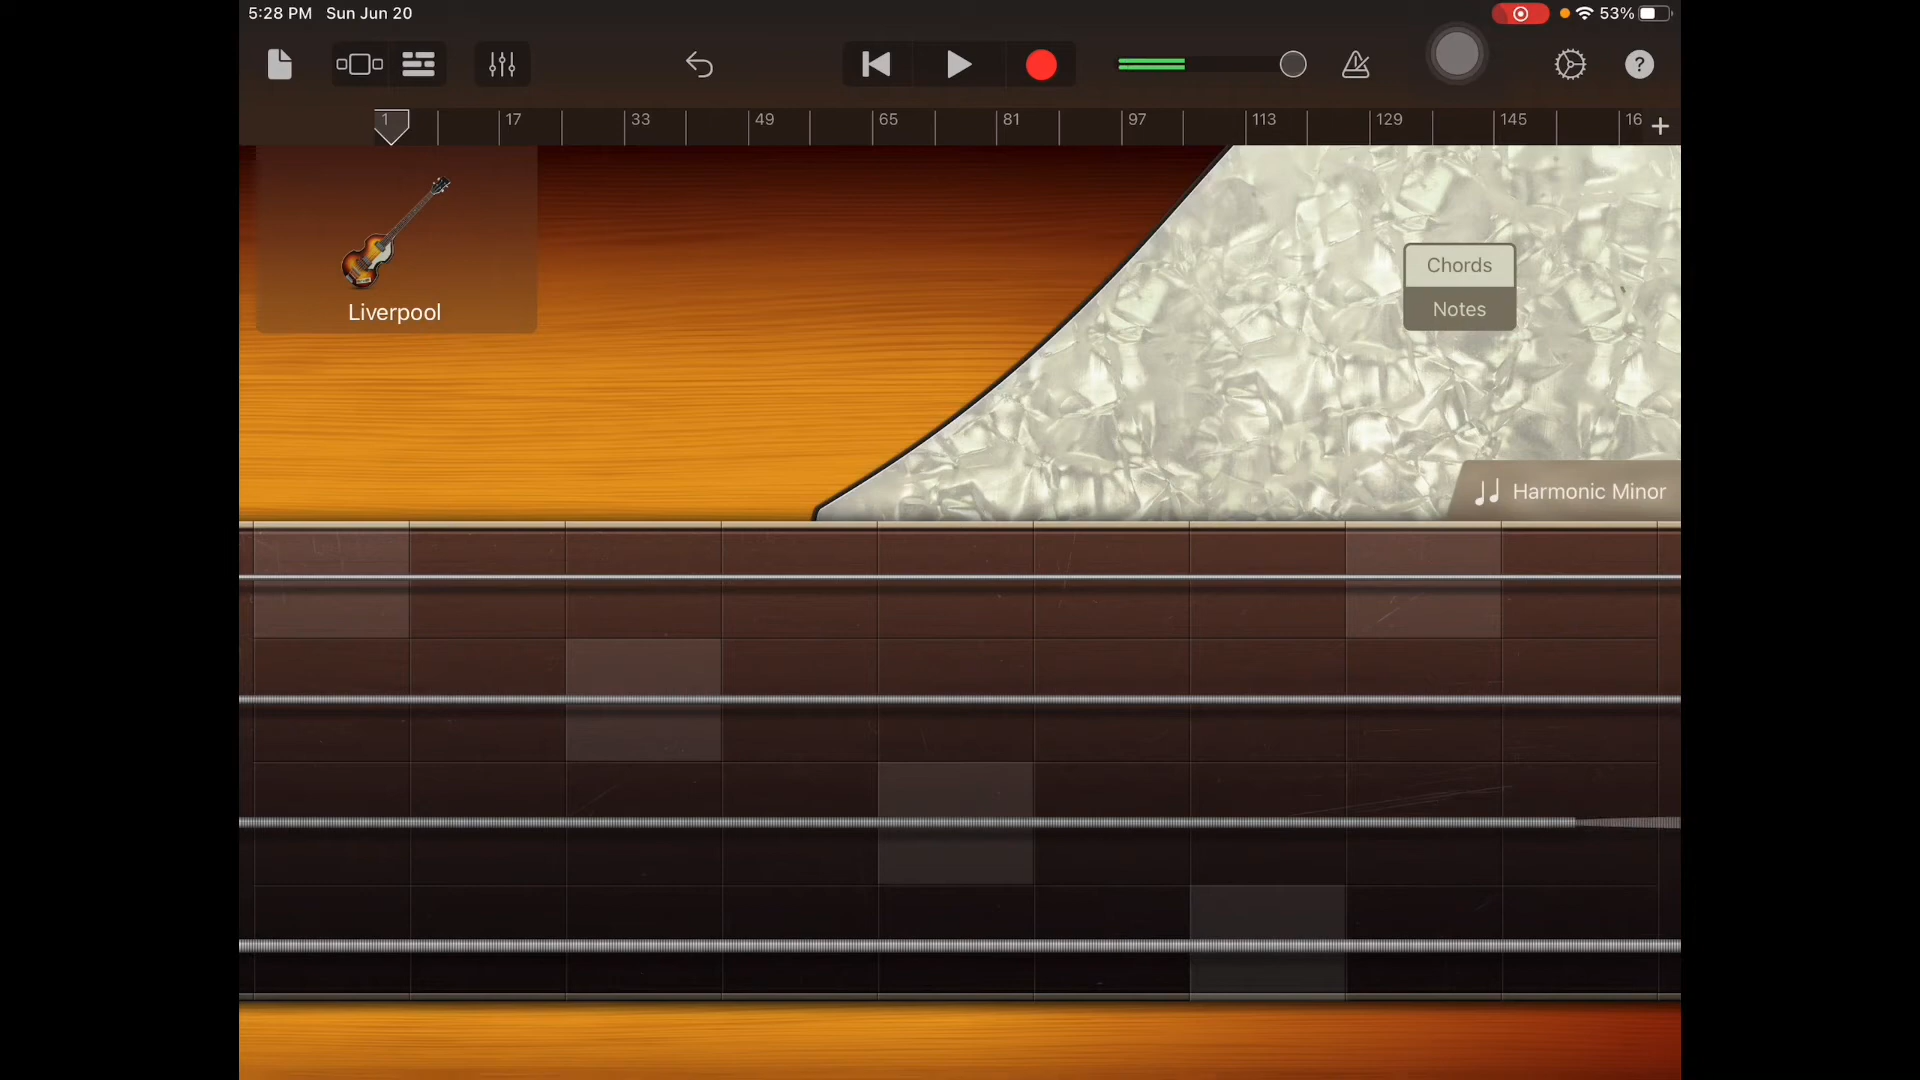 5:28 PM Sun Jun 20
53%
?
1 17 33 49 65 81 97 113 129 145 16 +
Chords
Notes
Liverpool
Harmonic Minor